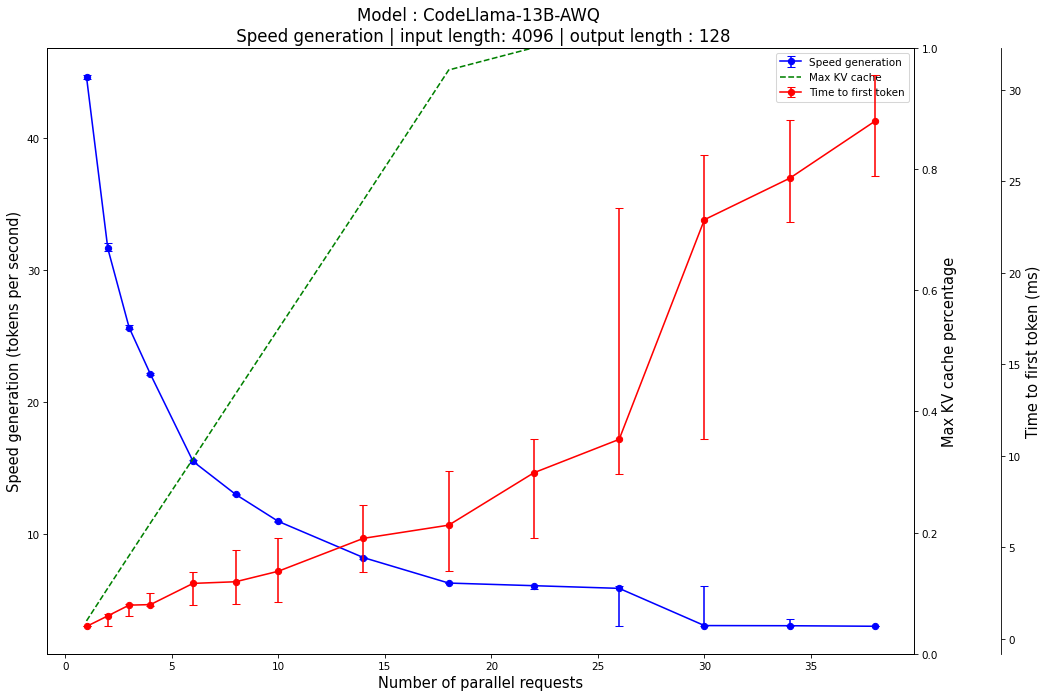 Model : CodeLlama-13B-AWQ
Speed generation | input length: 4096 | output length : 128
Speed generation
Max KV cache
Time to first token
Speed generation (tokens per second)
40
30
20
10
0
5
10
15
20
25
30
35
Number of parallel requests
1.0
0.8
0.6
0.4
0.2
0.0
Max KV cache percentage
30
25
20
15
10
5
0
Time to first token (ms)